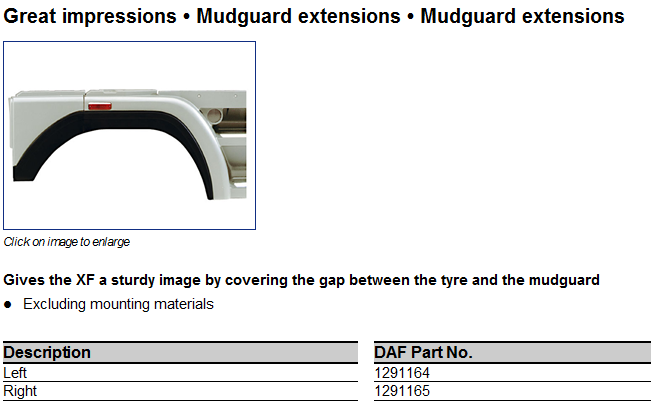 Great impressions • Mudguard extensions • Mudguard extensions
Click on image to enlarge
Gives the XF a sturdy image by covering the gap between the tyre and the mudguard
● Excluding mounting materials
Description DAF Part No.
Left 1291164
Right 1291165